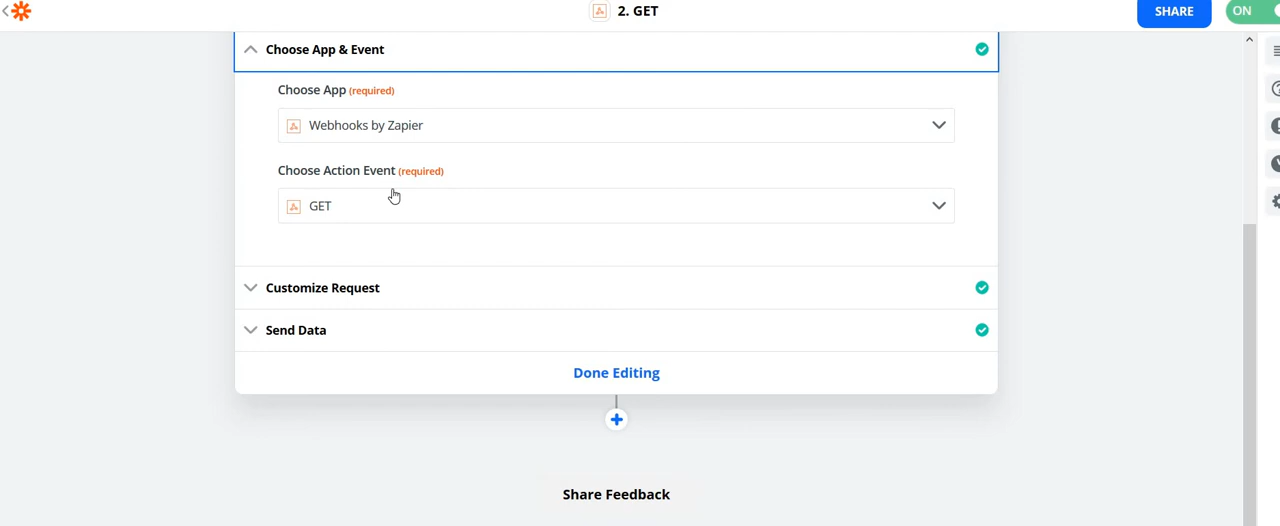 2. GET
SHARE
ON
Choose App & Event
Choose App (required)
Webhooks by Zapier
Choose Action Event (required)
GET
Customize Request
Send Data
Done Editing
Share Feedback